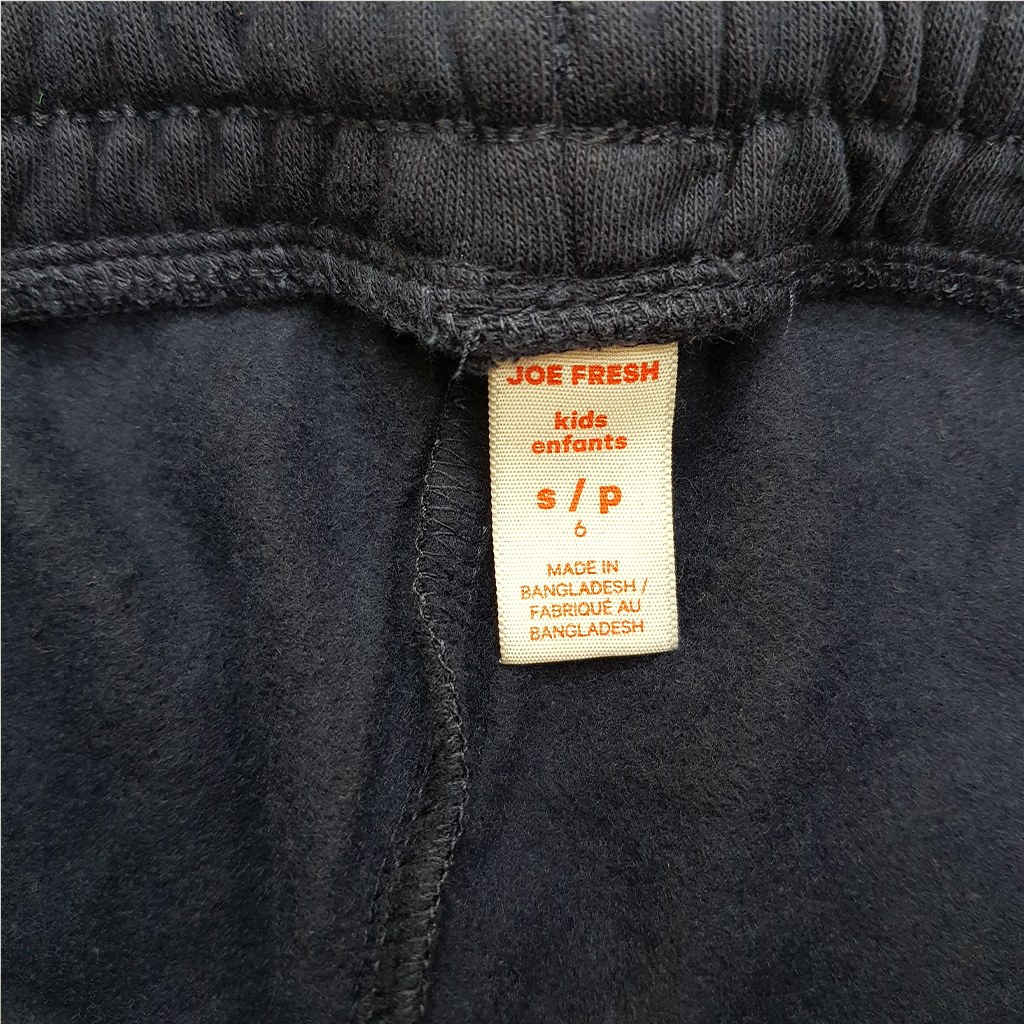 JOE FRESH
kids
enfants
s / p
6
MADE IN
BANGLADESH /
FABRIQUÉ AU
BANGLADESH